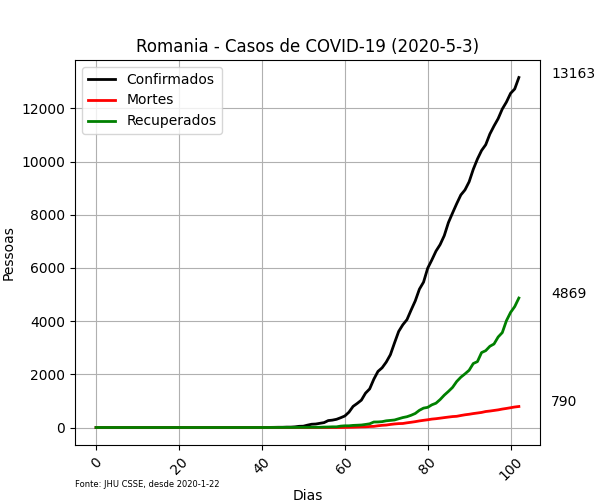 Romania - Casos de COVID-19 (2020-5-3)
Confirmados
Mortes
Recuperados
13163
4869
790
Pessoas
12000
10000
8000
6000
4000
2000
0
0 20 40 60 80 100
Dias
Fonte: JHU CSSE, desde 2020-1-22